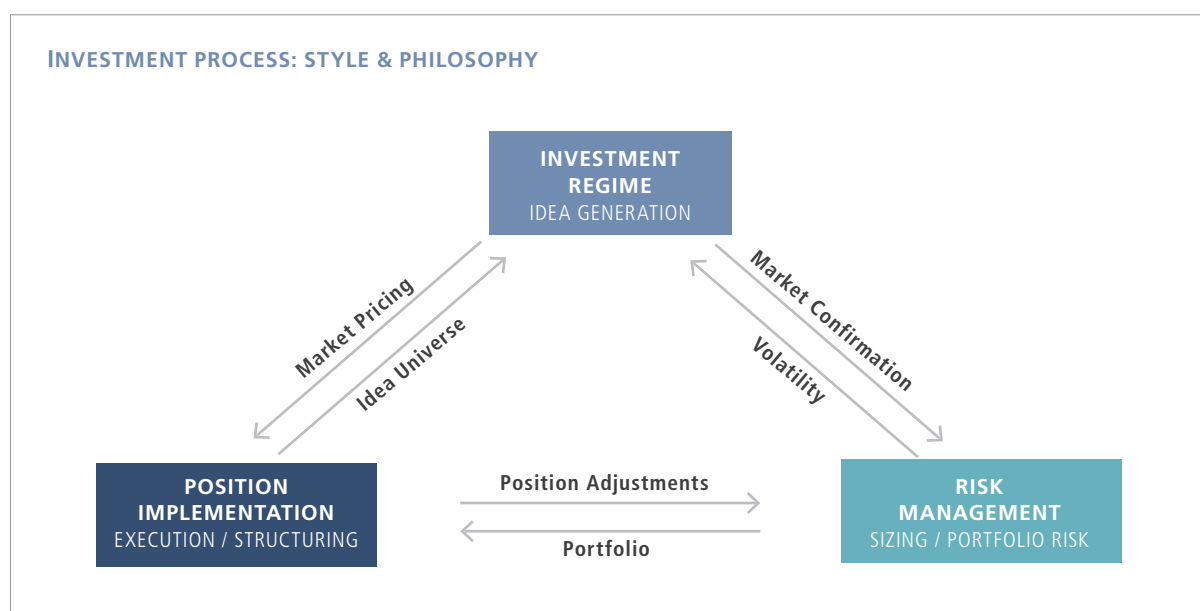 INVESTMENT PROCESS: STYLE & PHILOSOPHY
INVESTMENT
REGIME
IDEA GENERATION
Market Pricing
Idea Universe
Market Confirmation
Volatility
POSITION
IMPLEMENTATION
EXECUTION / STRUCTURING
Position Adjustments
Portfolio
RISK
MANAGEMENT
SIZING / PORTFOLIO RISK